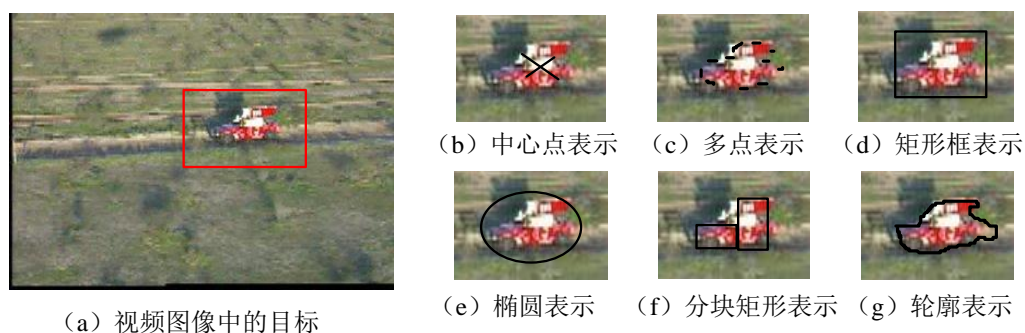 （b）中心点表示
（c）多点表示
（d）矩形框表示
（a）视频图像中的目标
（e）椭圆表示
（f）分块矩形表示
（g）轮廓表示